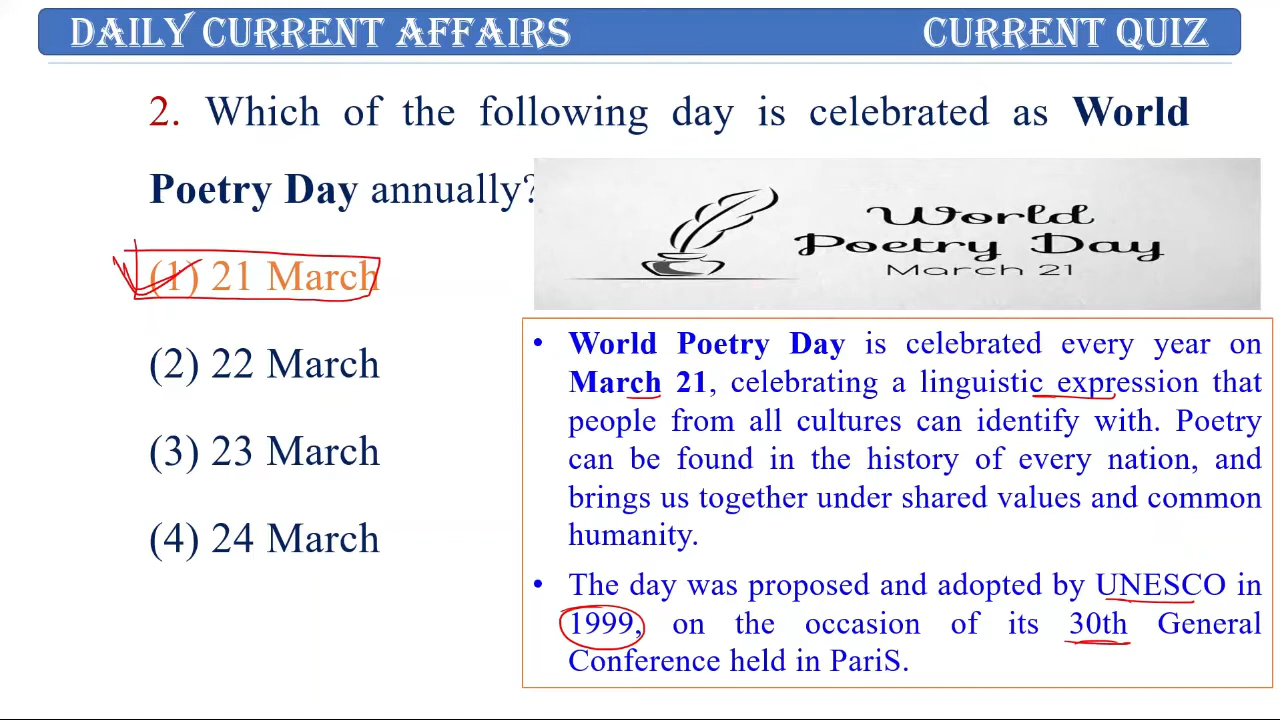 DAILY CURRENT AFFAIRS
CURRENT QUIZ
2. Which of the following day is celebrated as World
Poetry Day annually?
(1) 21 March
(2) 22 March
(3) 23 March
(4) 24 March
World
Poetry Day
March 21
• World Poetry Day is celebrated every year on
March 21, celebrating a linguistic expression that
people from all cultures can identify with. Poetry
can be found in the history of every nation, and
brings us together under shared values and common
humanity.
• The day was proposed and adopted by UNESCO in
1999, on the occasion of its 30th General
Conference held in PariS.